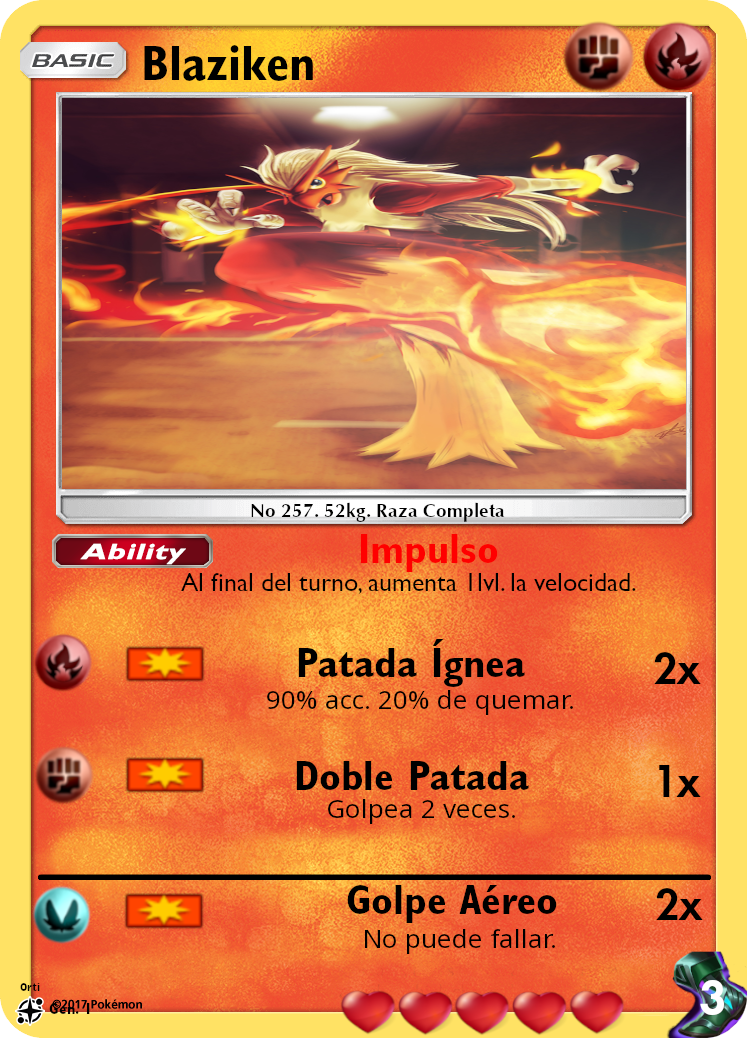 BASIC
Blaziken
No 257. 52kg. Raza Completa
Ability
Impulso
Al final del turno, aumenta 1lvl. la velocidad.
Patada Ígnea
2x
90% acc. 20% de quemar.
Doble Patada
1x
Golpea 2 veces.
Golpe Aéreo
2x
No puede fallar.
Orti
©2017 Pokémon
Gen. 1
3